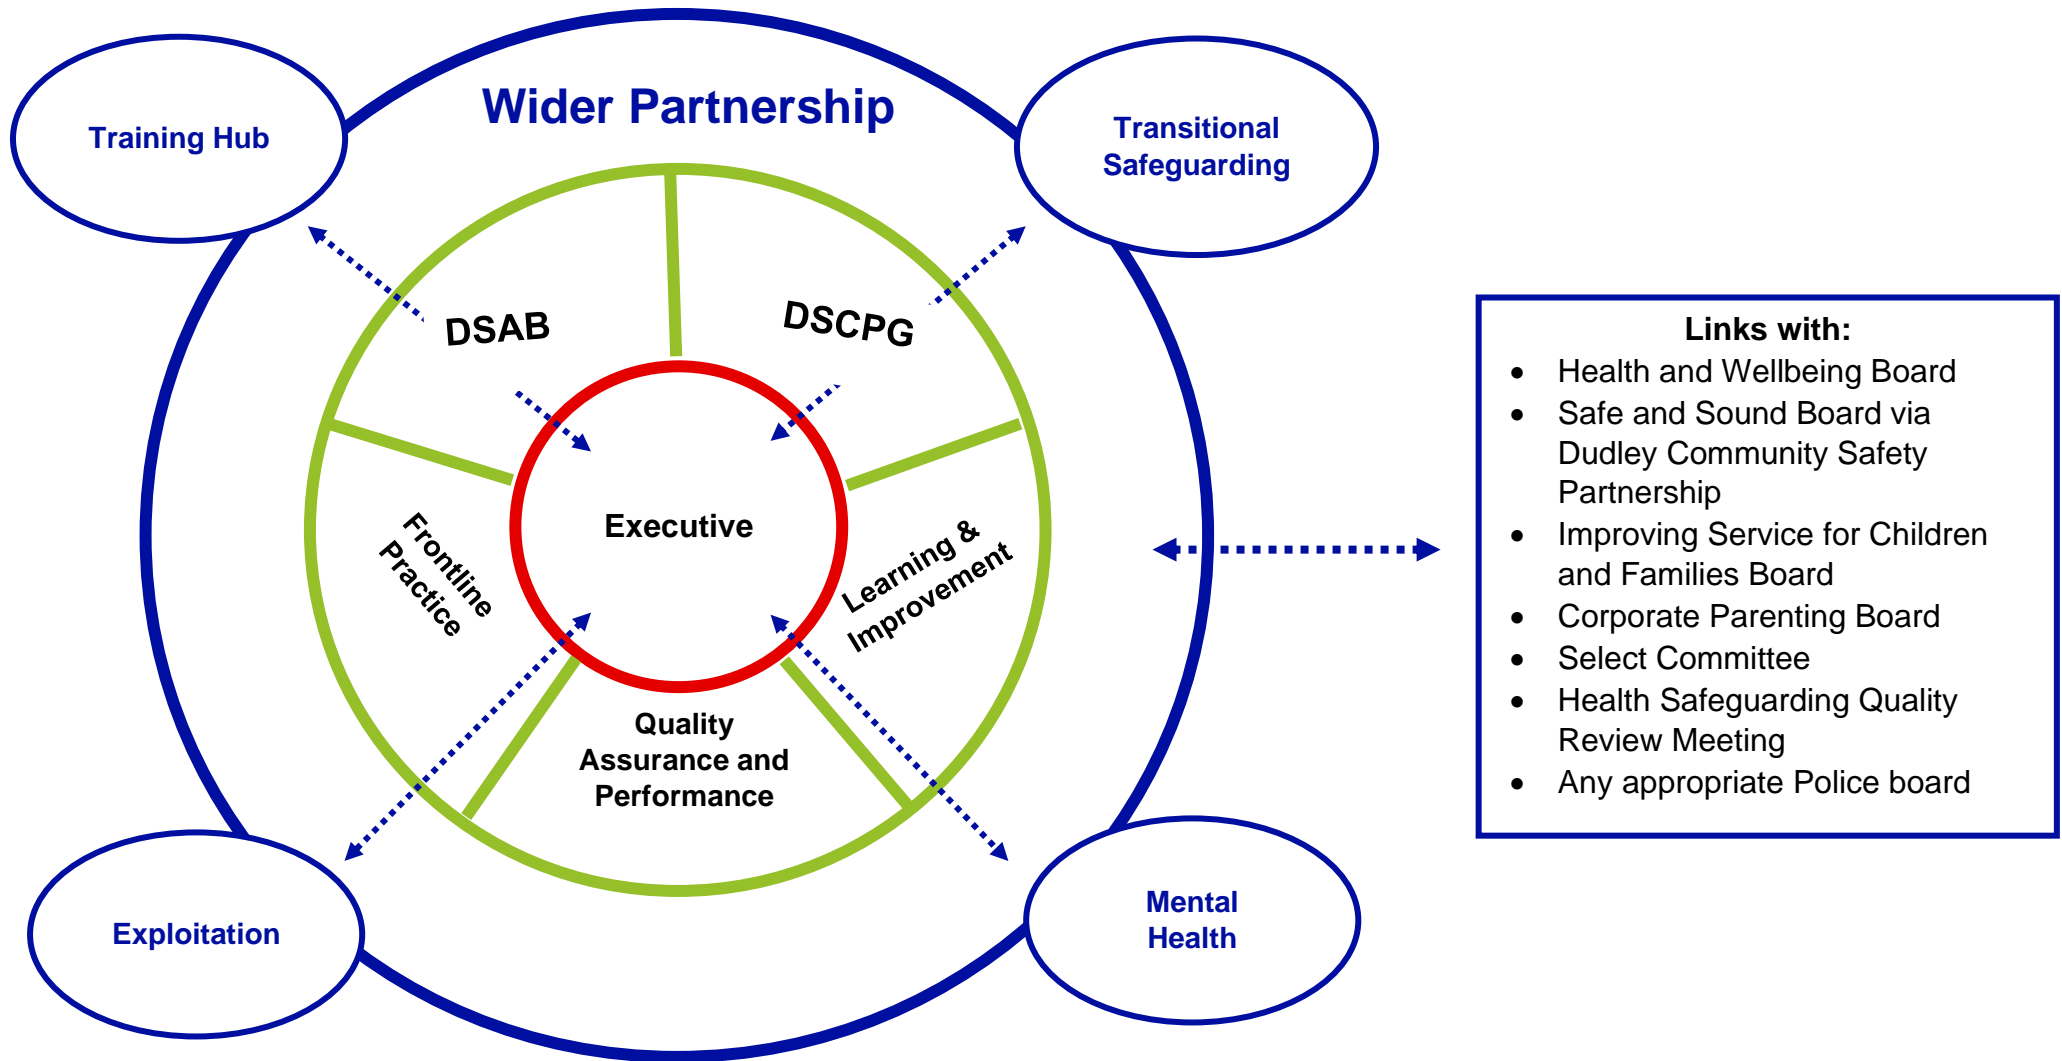 Wider Partnership
Training Hub
Transitional
Safeguarding
DSAB
DSCPG
Executive
Frontline
Practice
Learning &
Improvement
Quality
Assurance and
Performance
Exploitation
Mental
Health
Links with:
• Health and Wellbeing Board
• Safe and Sound Board via
Dudley Community Safety
Partnership
• Improving Service for Children
and Families Board
• Corporate Parenting Board
• Select Committee
• Health Safeguarding Quality
Review Meeting
• Any appropriate Police board